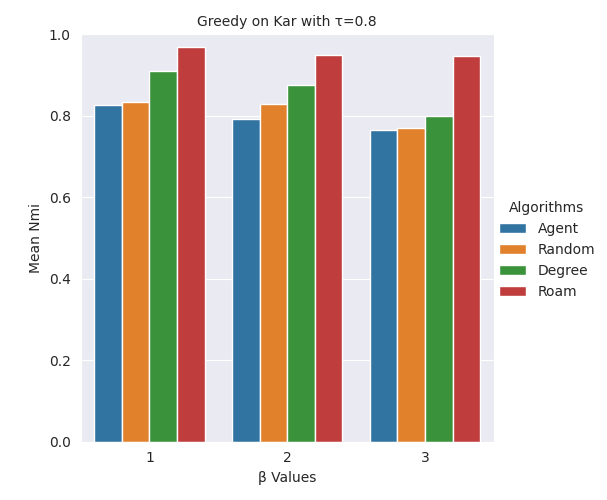 Greedy on Kar with τ=0.8
1.0
0.8
0.6
0.4
0.2
0.0
Mean Nmi
1
2
3
β Values
Algorithms
Agent
Random
Degree
Roam